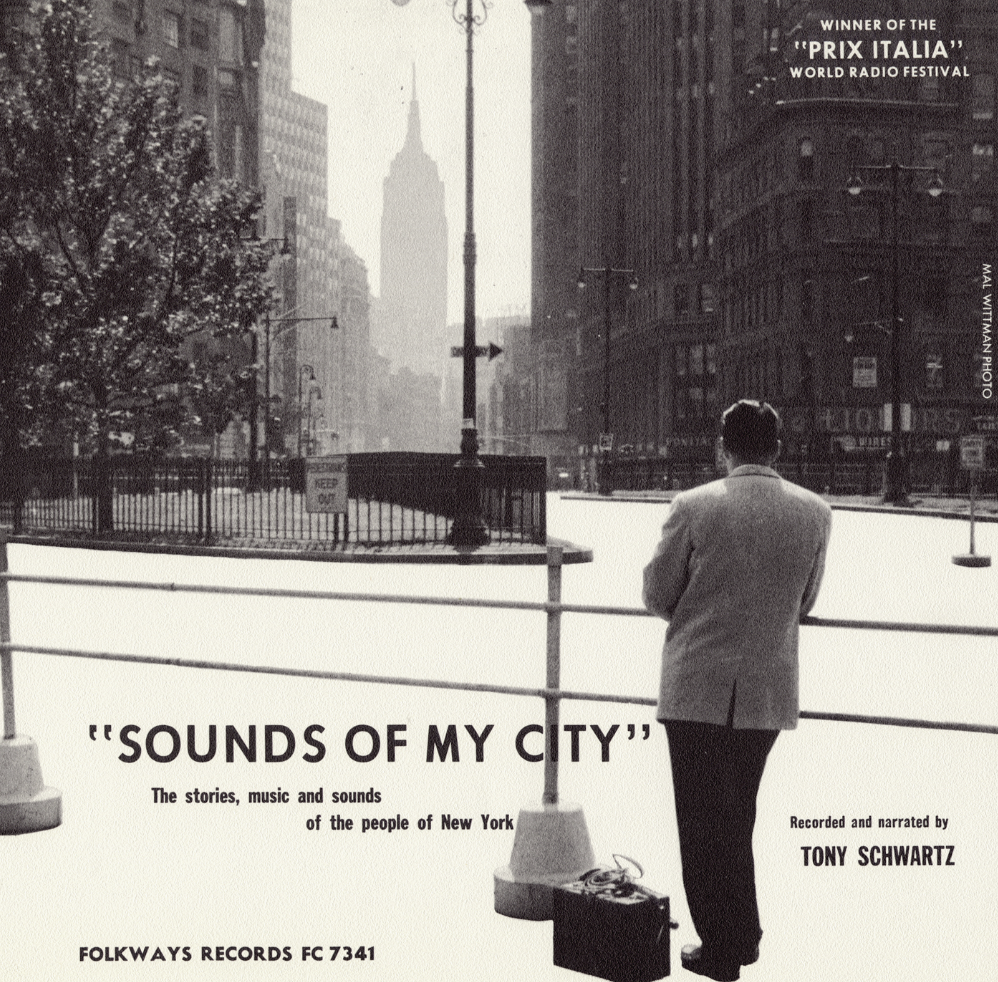 WINNER OF THE
"PRIX ITALIA"
WORLD RADIO FESTIVAL
MAL WITTMAN PHOTO
LIQUORS
WINES
KEEP
OUT
"SOUNDS OF MY CITY"
The stories, music and sounds
of the people of New York
Recorded and narrated by
TONY SCHWARTZ
FOLKWAYS RECORDS FC 7341